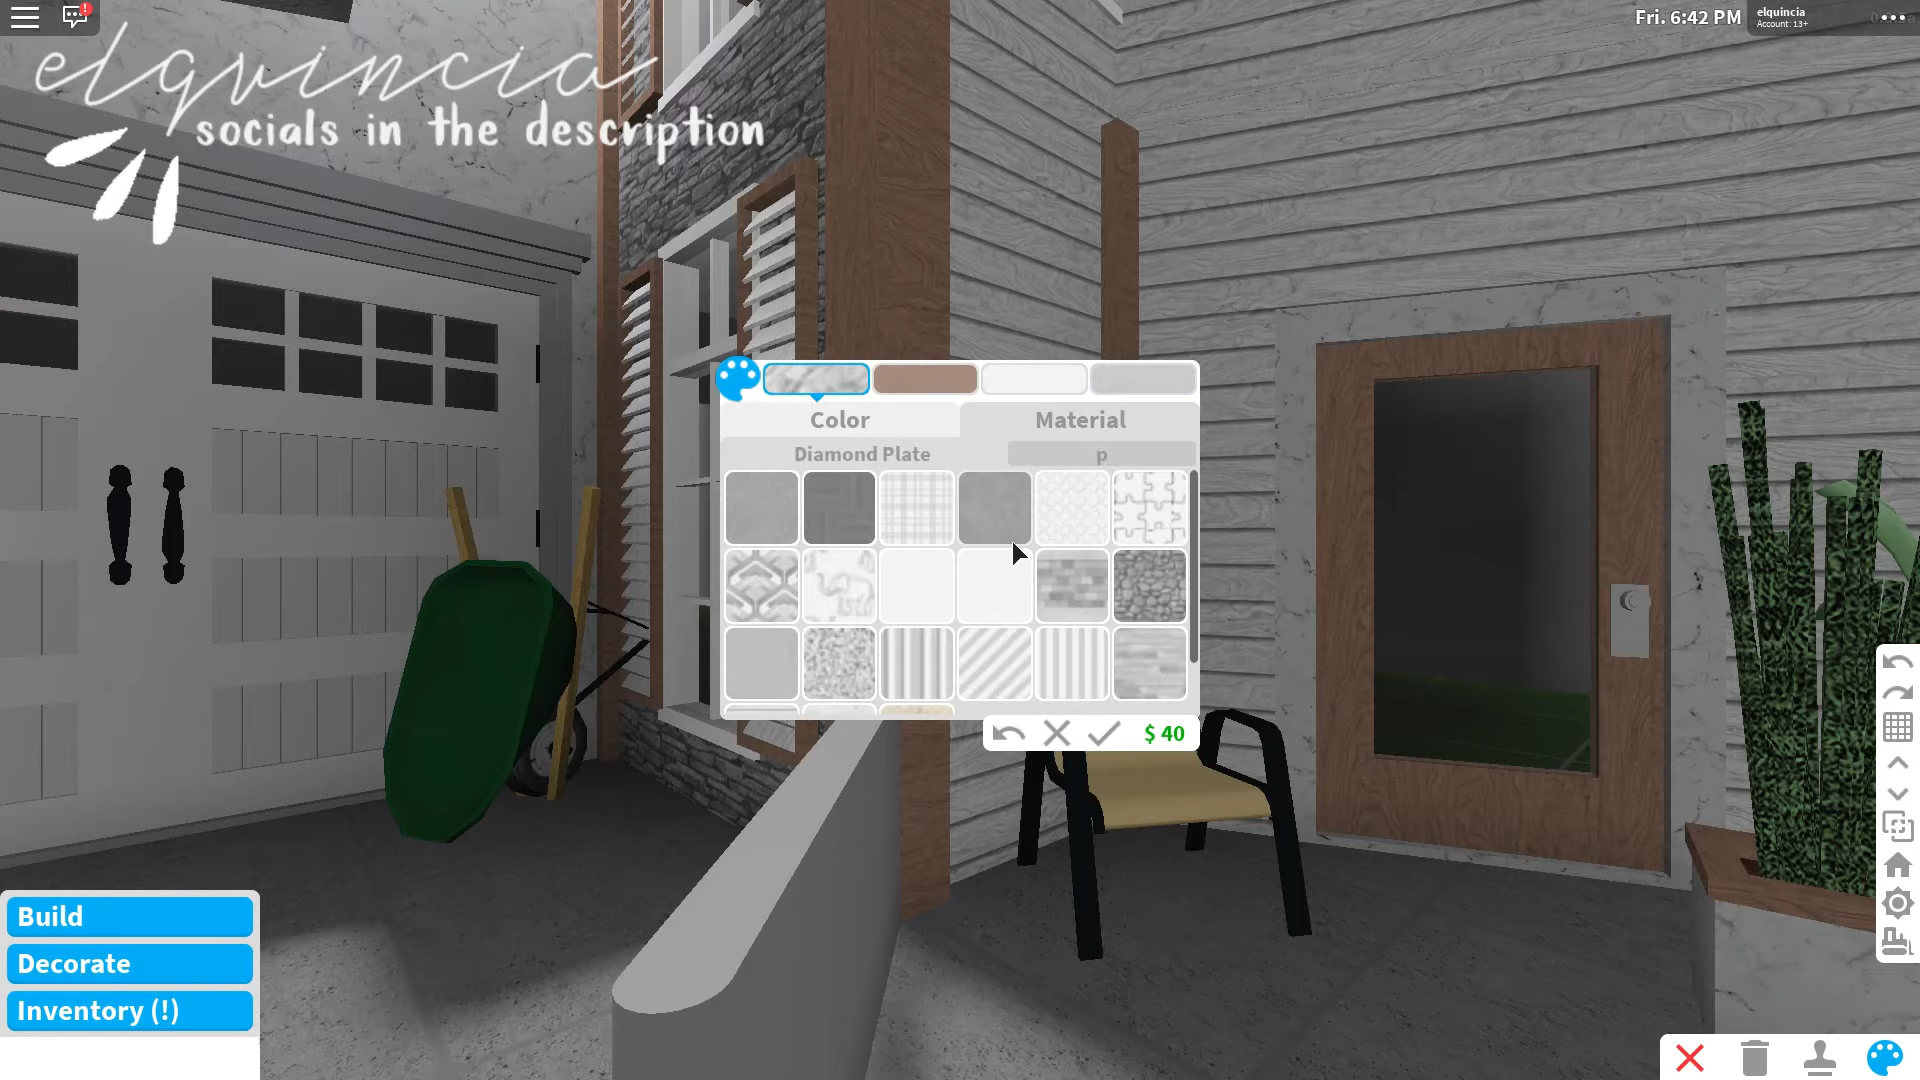 Fri. 6:42 PM
elquincia
Account: 13+
elquincia
socials in the description
Color
Material
Diamond Plate
p
$ 40
Build
Decorate
Inventory (!)